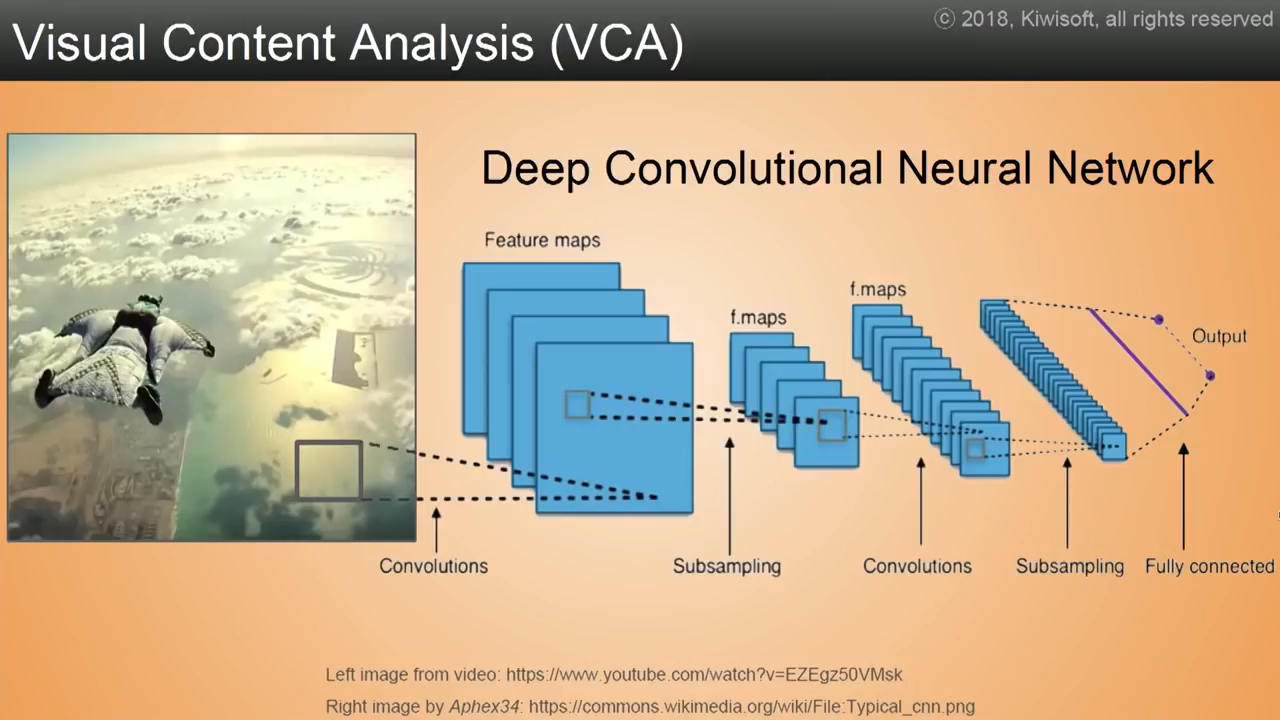 Visual Content Analysis (VCA)
© 2018, Kiwisoft, all rights reserved
Deep Convolutional Neural Network
Feature maps
f.maps
f.maps
Output
Convolutions
Subsampling
Convolutions
Subsampling
Fully connected
Left image from video: https://www.youtube.com/watch?v=EZEgz50VMsk
Right image by Aphex34: https://commons.wikimedia.org/wiki/File:Typical_cnn.png